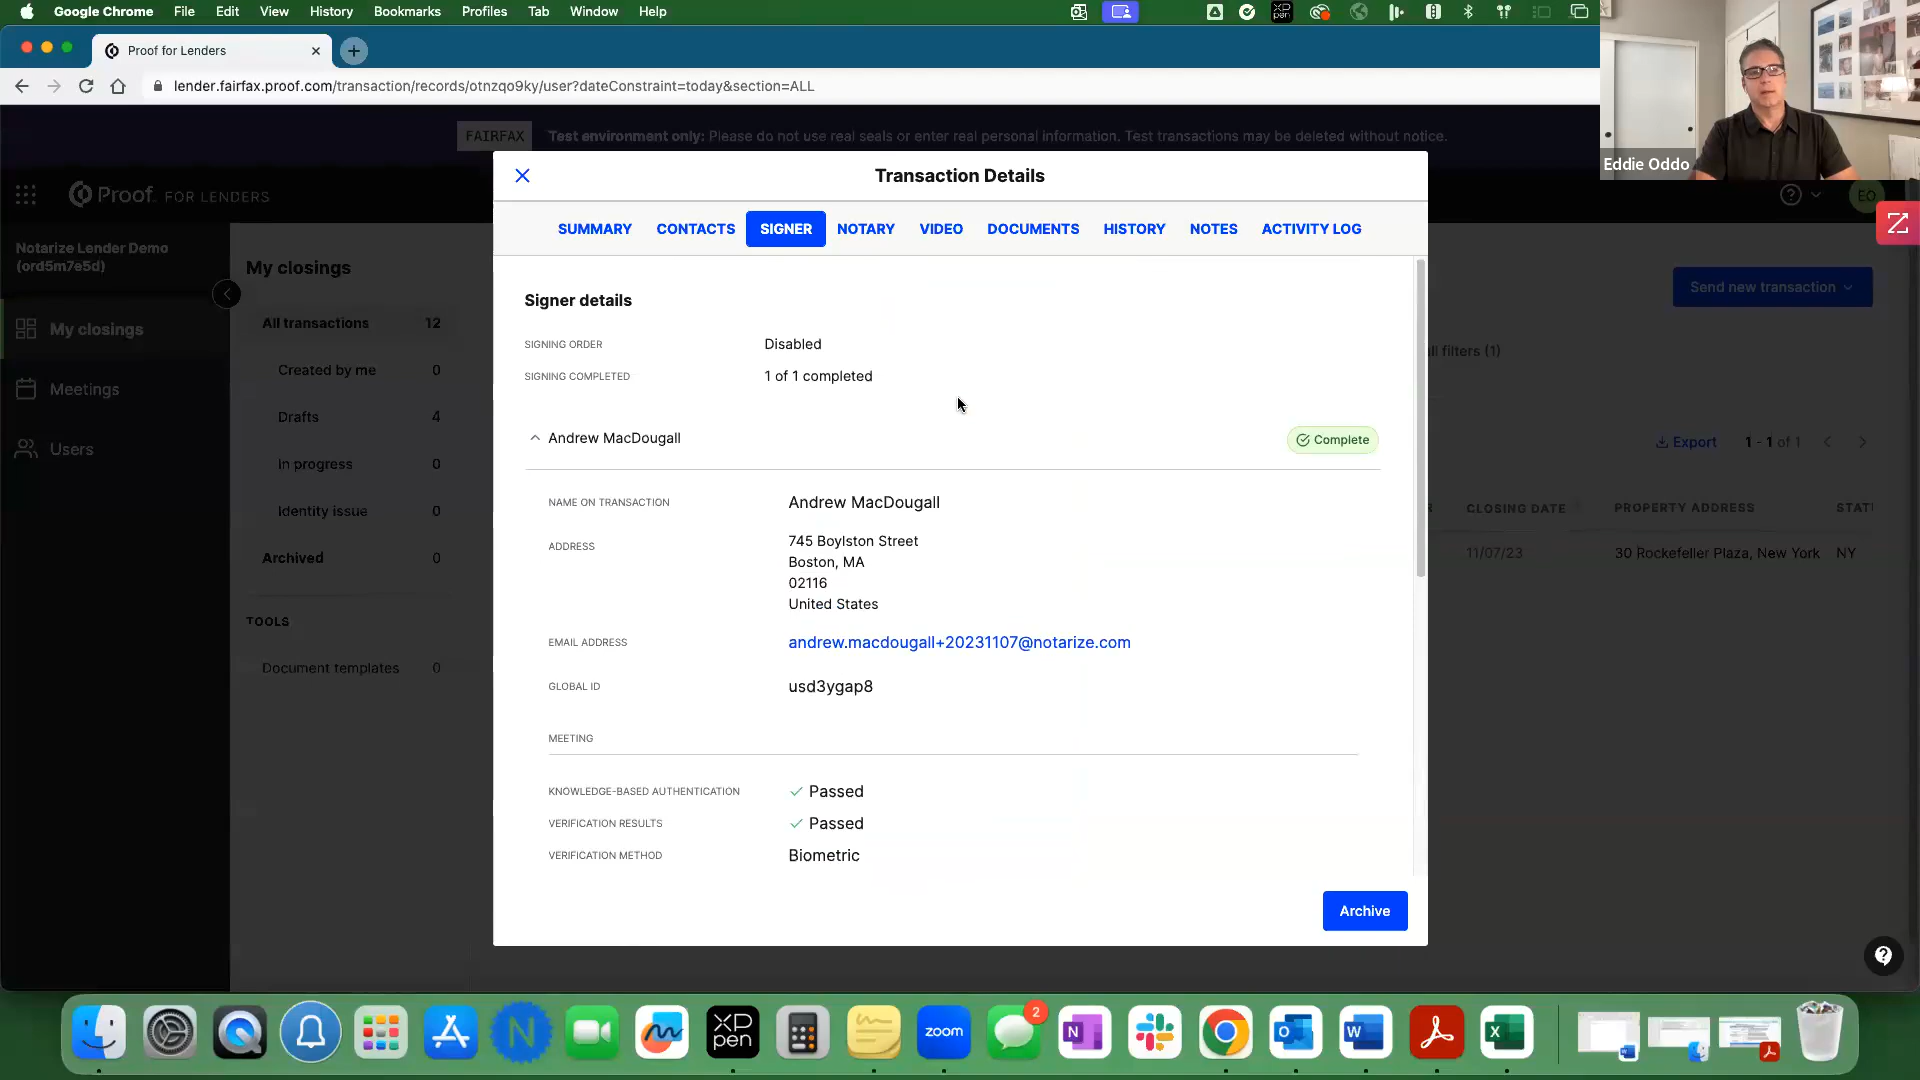 Google Chrome File Edit View History Bookmarks Profiles Tab Window Help
Proof for Lenders
lender.fairfax.proof.com/transaction/records/otnzqo9ky/user?dateConstraint=today&section=ALL
Eddie Oddo
FAIRFAX Test environment only: Please do not use real seals or enter real personal information. Test transactions may be deleted without notice.
Proof FOR LENDERS
EO
Notarize Lender Demo
(ord5m7e5d)
My closings
Meetings
Users
My closings
All transactions 12
Created by me 0
Drafts 4
In progress 0
Identity issue 0
Archived 0
TOOLS
Document templates 0
Transaction Details
SUMMARY CONTACTS SIGNER NOTARY VIDEO DOCUMENTS HISTORY NOTES ACTIVITY LOG
Signer details
SIGNING ORDER Disabled
SIGNING COMPLETED 1 of 1 completed
Andrew MacDougall Complete
NAME ON TRANSACTION Andrew MacDougall
ADDRESS 745 Boylston Street
Boston, MA
02116
United States
EMAIL ADDRESS andrew.macdougall+20231107@notarize.com
GLOBAL ID usd3ygap8
MEETING
KNOWLEDGE-BASED AUTHENTICATION Passed
VERIFICATION RESULTS Passed
VERIFICATION METHOD Biometric
Archive
Send new transaction
ll filters (1)
Export 1 - 1 of 1
R CLOSING DATE PROPERTY ADDRESS STAT
11/07/23 30 Rockefeller Plaza, New York NY
N
XP
pen
zoom
2
N
W
X